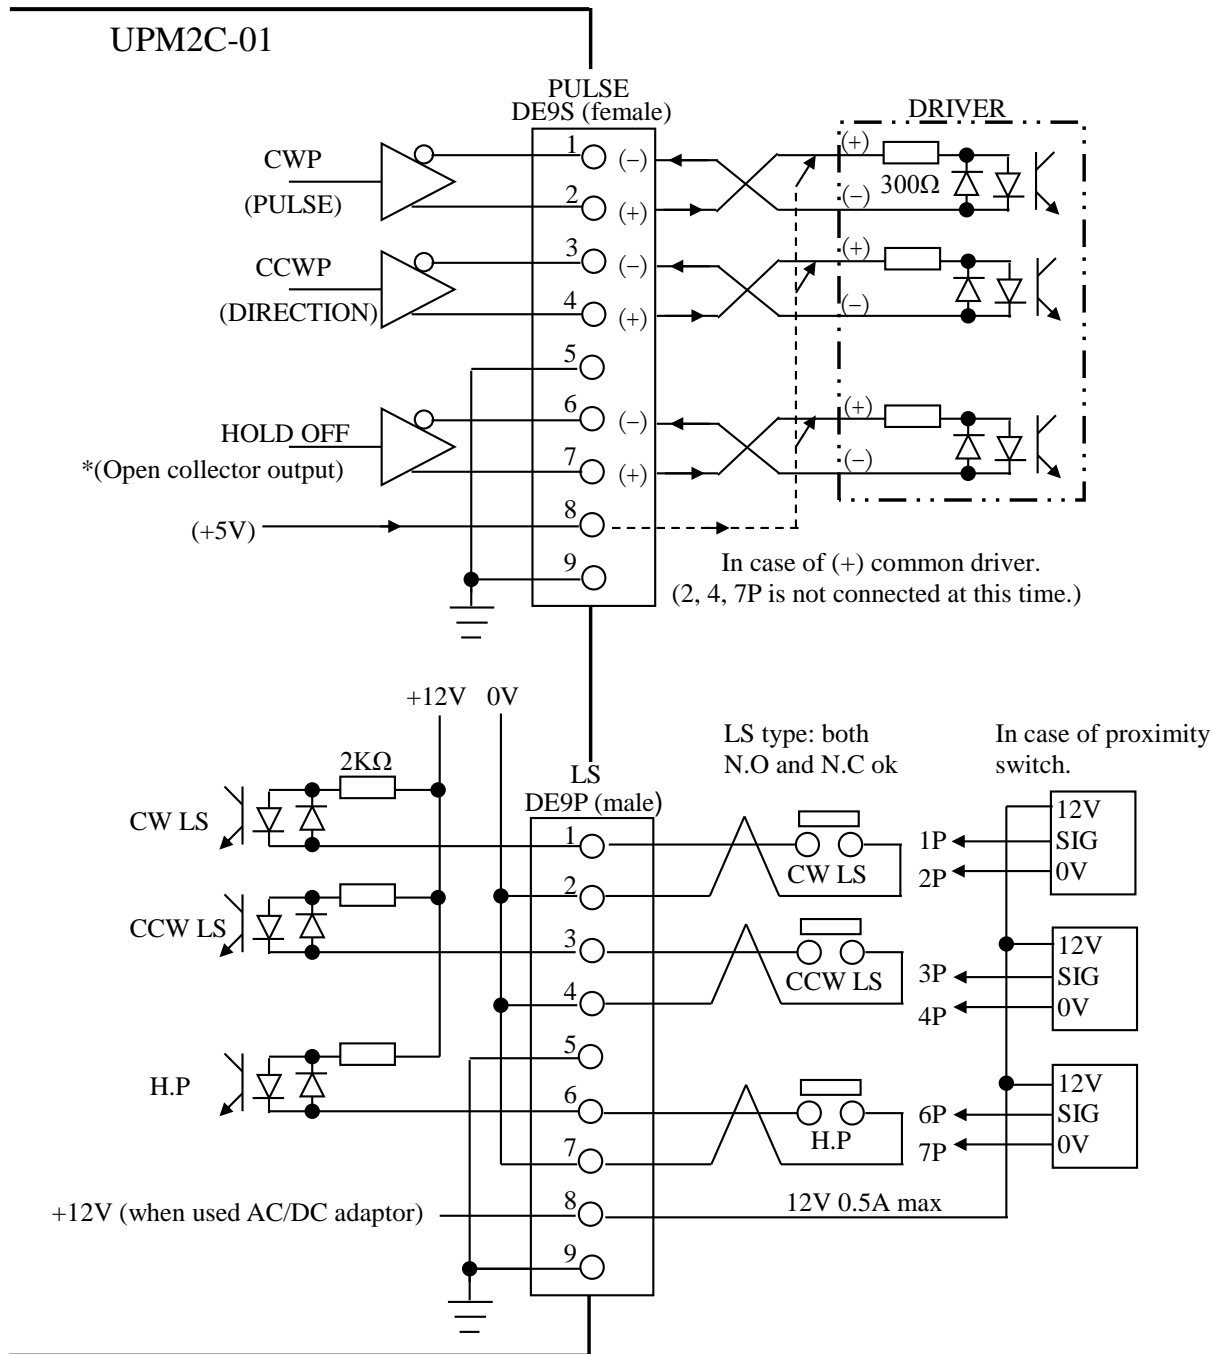 UPM2C-01
PULSE
DE9S (female)
DRIVER
CWP
(PULSE)
1
(−)
(+)
300Ω
2
(+)
(−)
CCWP
(DIRECTION)
3
(−)
(+)
4
(+)
(−)
5
HOLD OFF
*(Open collector output)
6
(−)
(+)
7
(+)
(−)
(+5V)
8
9
In case of (+) common driver.
(2, 4, 7P is not connected at this time.)
+12V
0V
LS type: both
N.O and N.C ok
In case of proximity
switch.
2KΩ
LS
DE9P (male)
CW LS
1
CW LS
1P
2P
12V
SIG
0V
2
CCW LS
3
CCW LS
3P
4P
12V
SIG
0V
4
5
H.P
6
H.P
6P
7P
12V
SIG
0V
7
+12V (when used AC/DC adaptor)
8
12V 0.5A max
9